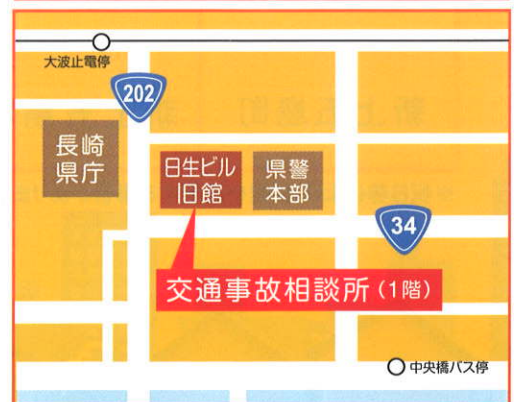 大波止電停
202
長崎
県庁
日生ビル
旧館
県警
本部
34
交通事故相談所(1階)
中央橋バス停